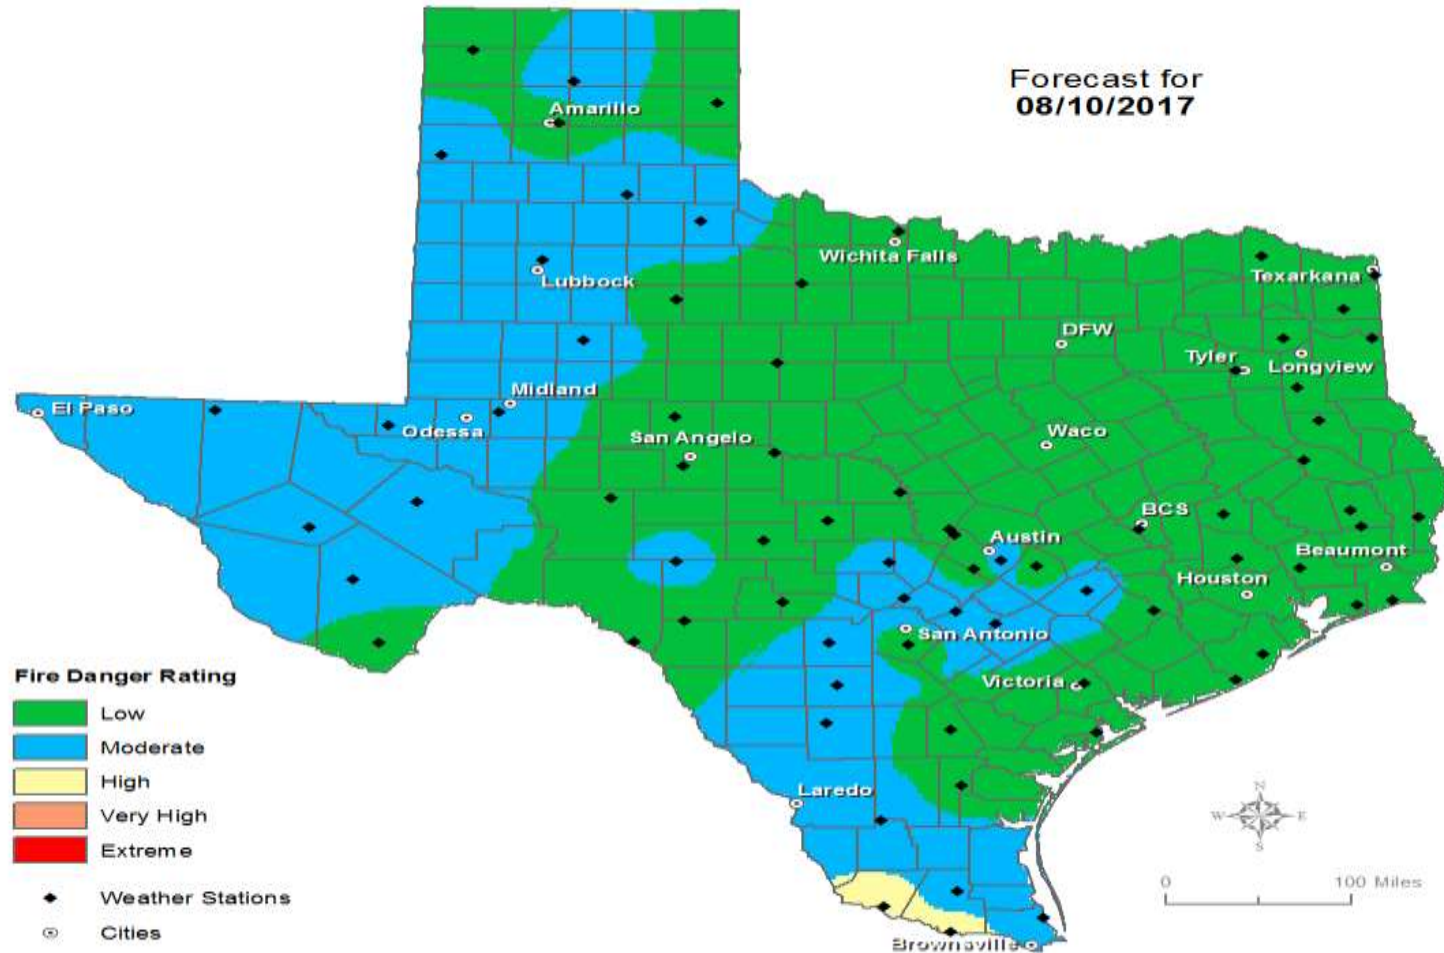 Forecast for
08/10/2017
Amarillo
Wichita Falls
Texarkana
Lubbock
DFW
Tyler
Longview
Midland
El Paso
Odessa
San Angelo
Waco
BCS
Austin
Beaumont
Houston
San Antonio
Victoria
Laredo
Brownsville
Fire Danger Rating
Low
Moderate
High
Very High
Extreme
Weather Stations
Cities
N
W E
S
0 100 Miles